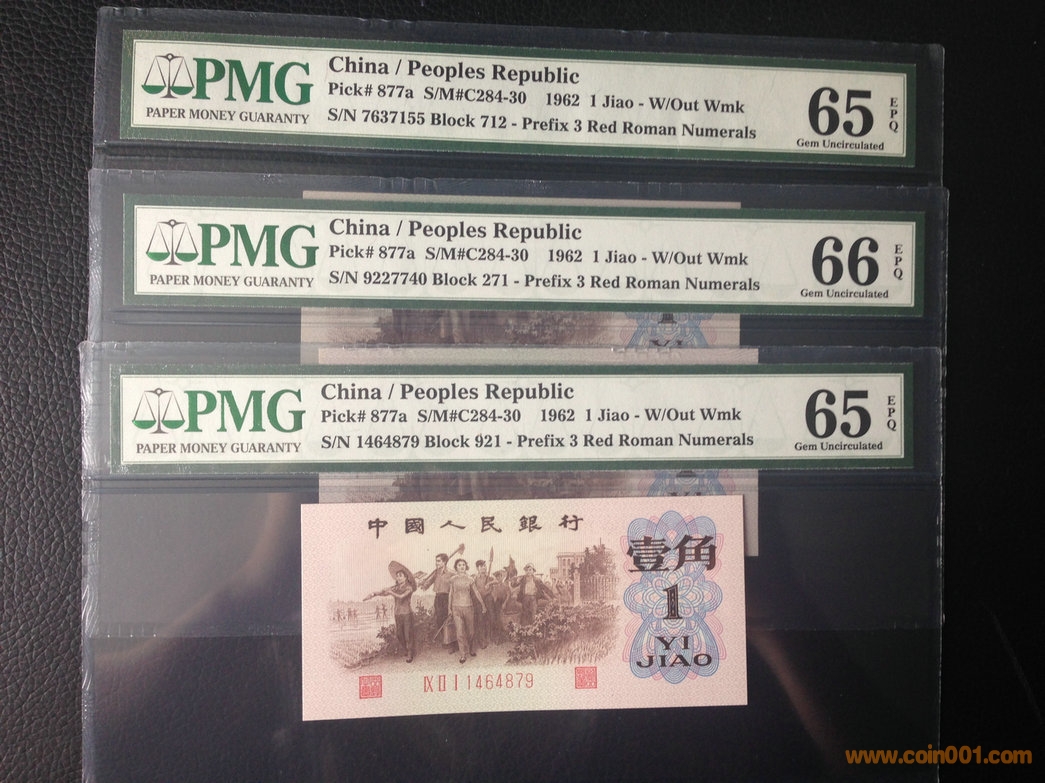 PMG
PAPER MONEY GUARANTY
China / Peoples Republic
Pick# 877a S/M#C284-30 1962 1 Jiao - W/Out Wmk
S/N 7637155 Block 712 - Prefix 3 Red Roman Numerals
65
EPQ
Gem Uncirculated
PMG
PAPER MONEY GUARANTY
China / Peoples Republic
Pick# 877a S/M#C284-30 1962 1 Jiao - W/Out Wmk
S/N 9227740 Block 271 - Prefix 3 Red Roman Numerals
66
EPQ
Gem Uncirculated
YI
PMG
PAPER MONEY GUARANTY
China / Peoples Republic
Pick# 877a S/M#C284-30 1962 1 Jiao - W/Out Wmk
S/N 1464879 Block 921 - Prefix 3 Red Roman Numerals
65
EPQ
Gem Uncirculated
中國人民銀行
壹角
1
YI
JIAO
IX II I 1464879
www.coin001.com